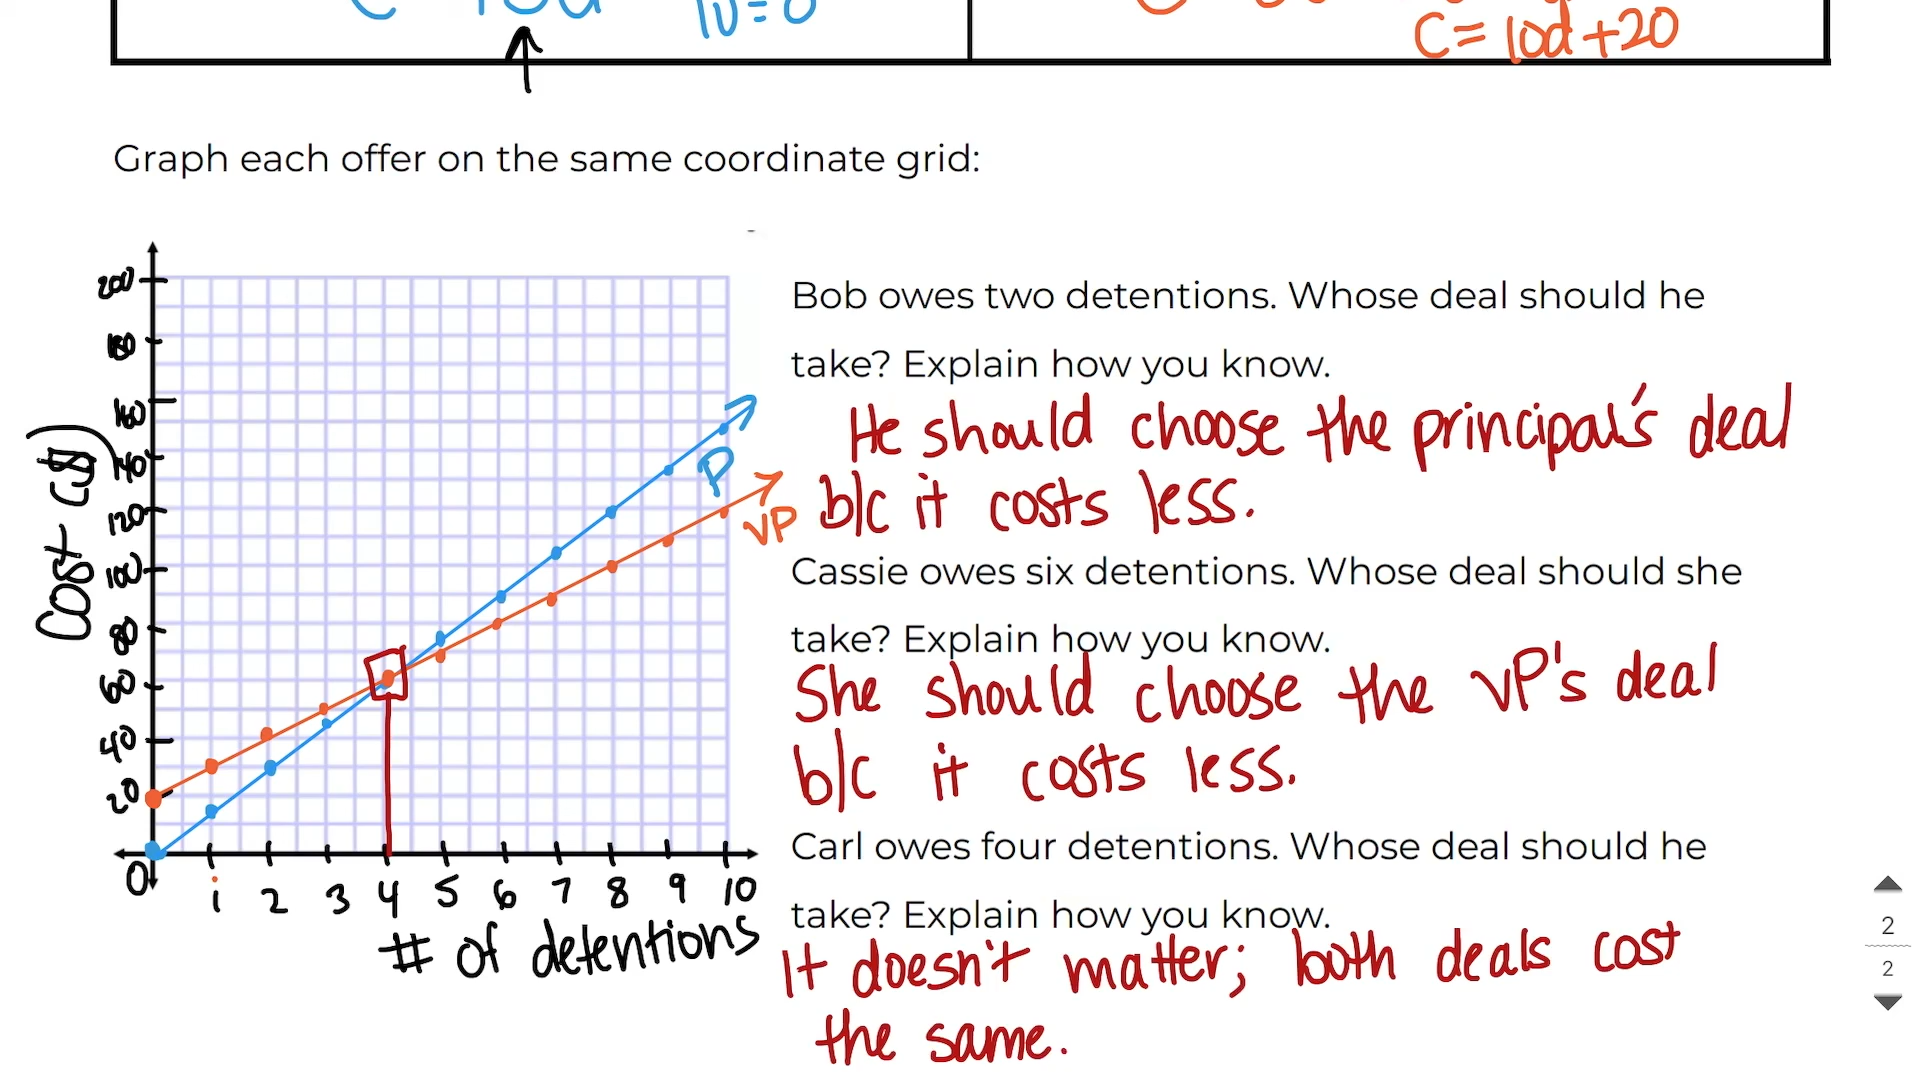 IV=0
C=10d+20
Graph each offer on the same coordinate grid:
200
180
160
140
120
100
80
60
40
20
0
1 2 3 4 5 6 7 8 9 10
Cost ($)
# of detentions
P
VP
Bob owes two detentions. Whose deal should he
take? Explain how you know.
He should choose the principal's deal
b/c it costs less.
Cassie owes six detentions. Whose deal should she
take? Explain how you know.
She should choose the VP's deal
b/c it costs less.
Carl owes four detentions. Whose deal should he
take? Explain how you know.
It doesn't matter; both deals cost
the same.
2
2